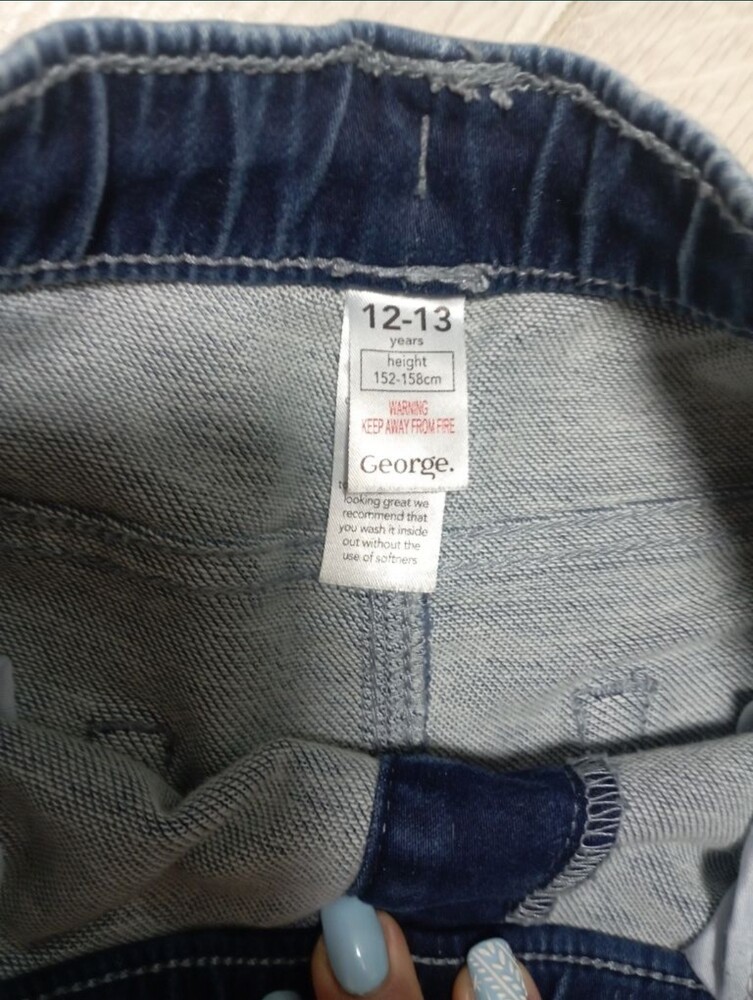 12-13
years
height
152-158cm
WARNING
KEEP AWAY FROM FIRE
George.
looking great we
recommend that
you wash it inside
out without the
use of softners